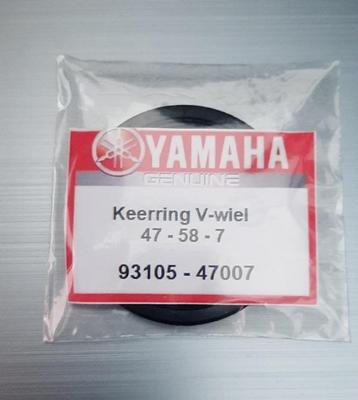 YAMAHA
GENUINE
Keerring V-wiel
47 - 58 - 7
93105 - 47007